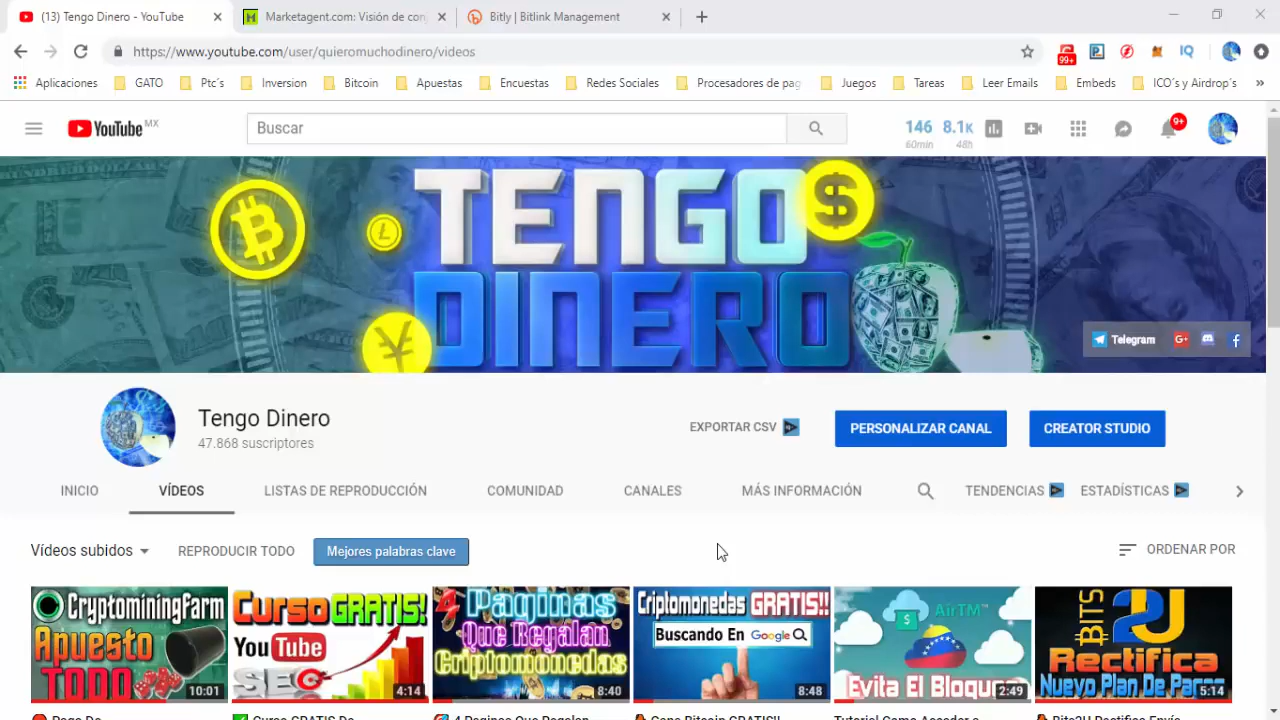 (13) Tengo Dinero - YouTube
Marketagent.com: Visión de con
Bitly | Bitlink Management
https://www.youtube.com/user/quieromuchodinero/videos
99+
IQ
Aplicaciones GATO Ptc´s Inversion Bitcoin Apuestas Encuestas Redes Sociales Procesadores de pag Juegos Tareas Leer Emails Embeds ICO´s y Airdrop´s »
YouTube MX
Buscar
146 8.1K
60min 48h
9+
TENGO
DINERO
Telegram G+ f
Tengo Dinero
47.868 suscriptores
EXPORTAR CSV
PERSONALIZAR CANAL
CREATOR STUDIO
INICIO VÍDEOS LISTAS DE REPRODUCCIÓN COMUNIDAD CANALES MÁS INFORMACIÓN TENDENCIAS ESTADÍSTICAS
Vídeos subidos REPRODUCIR TODO Mejores palabras clave ORDENAR POR
CryptominingFarm
Apuesto
TODO
10:01
Curso GRATIS!
YouTube
SEO
4:14
4 Paginas
Que Regalan
Criptomonedas
8:40
Criptomonedas GRATIS!!
Buscando En Google
8:48
AirTM
Evita El Bloqueo
2:49
BITS 2U
Rectifica
Nuevo Plan De Pagos
5:14